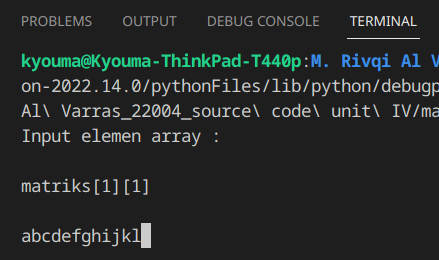 PROBLEMS OUTPUT DEBUG CONSOLE TERMINAL
kyouma@Kyouma-ThinkPad-T440p:M. Rivqi Al V
on-2022.14.0/pythonFiles/lib/python/debugp
Al\ Varras_22004_source\ code\ unit\ IV/ma
Input elemen array :
matriks[1][1]
abcdefghijkl